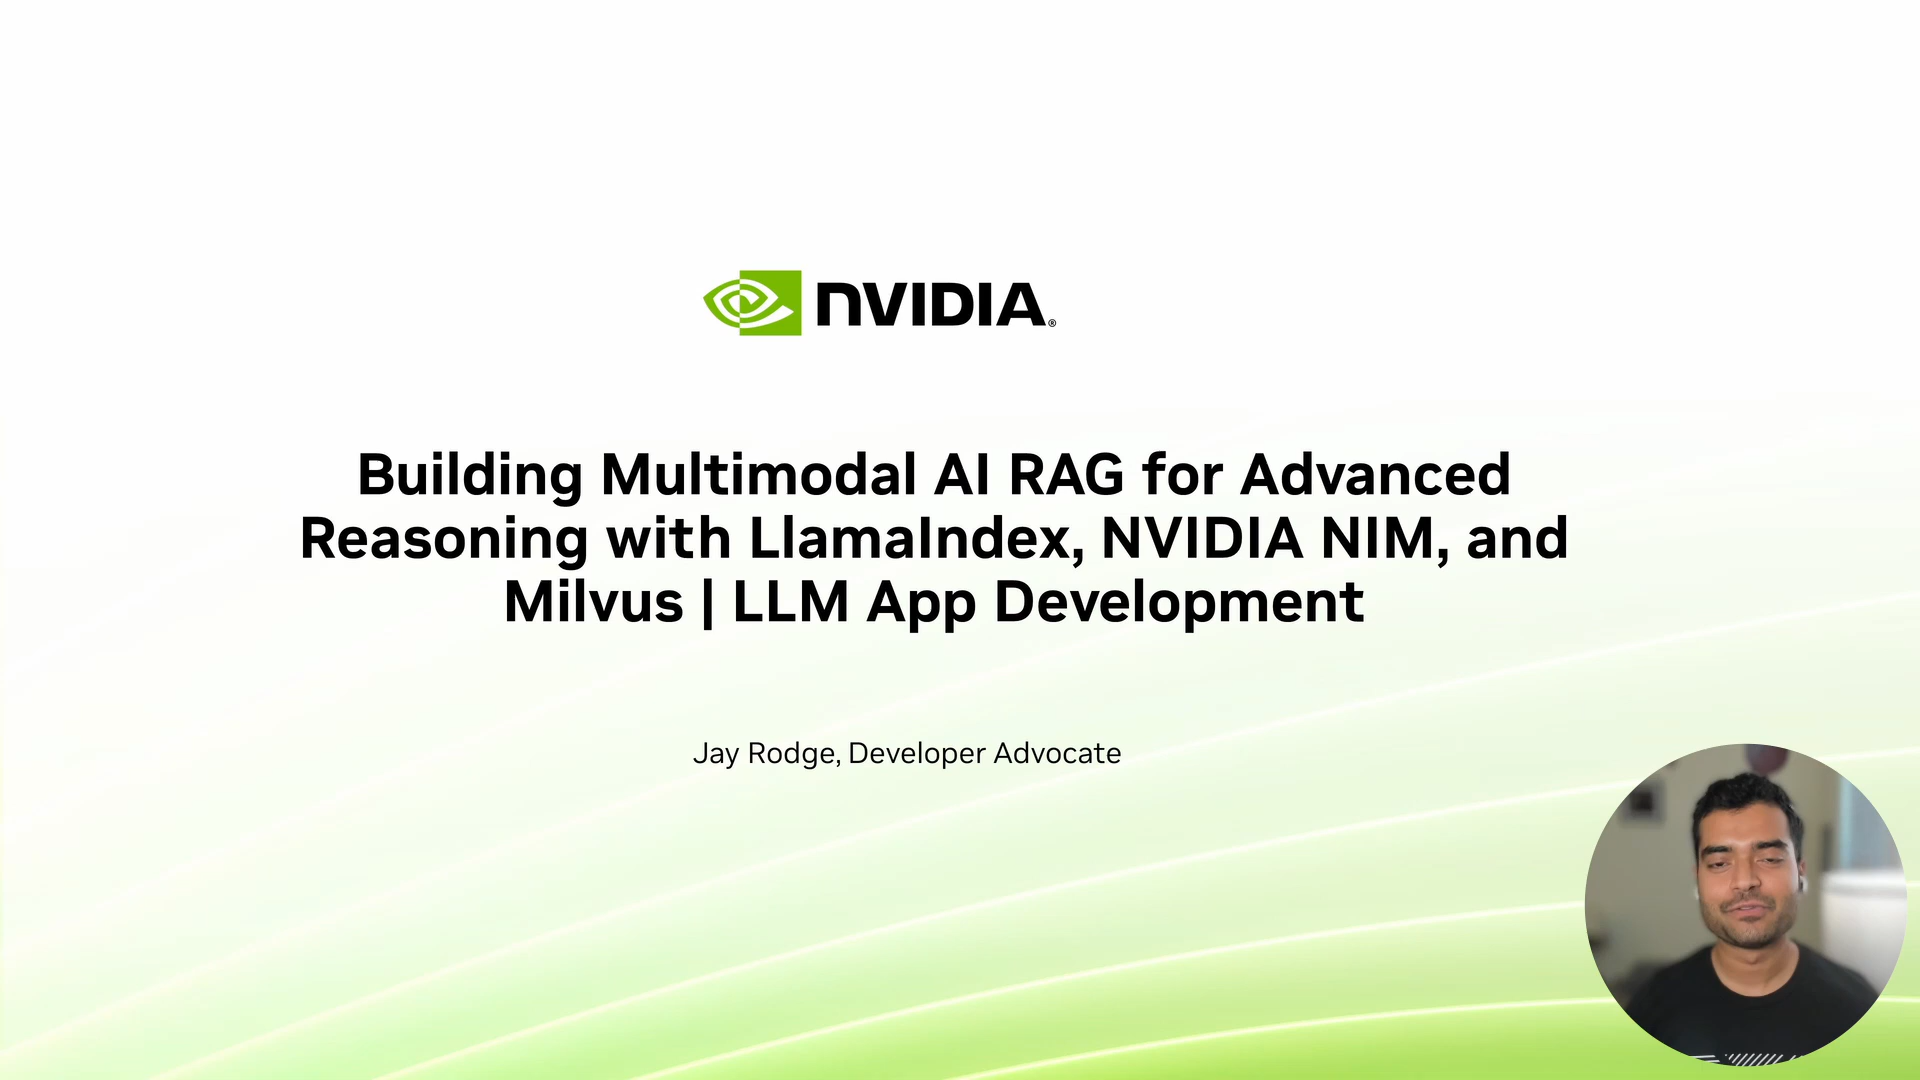 NVIDIA®
Building Multimodal AI RAG for Advanced
Reasoning with LlamaIndex, NVIDIA NIM, and
Milvus | LLM App Development
Jay Rodge, Developer Advocate